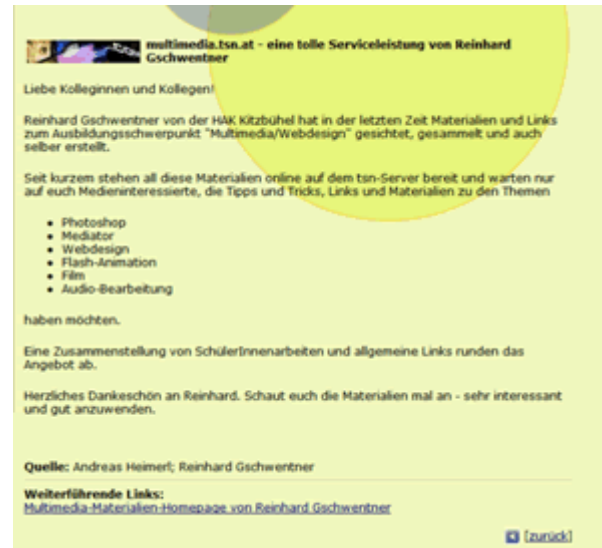 multimedia.tsn.at - eine tolle Serviceleistung von Reinhard
Gschwentner
Liebe Kolleginnen und Kollegen!
Reinhard Gschwentner von der HAK Kitzbühel hat in der letzten Zeit Materialien und Links
zum Ausbildungsschwerpunkt "Multimedia/Webdesign" gesichtet, gesammelt und auch
selber erstellt.
Seit kurzem stehen all diese Materialien online auf dem tsn-Server bereit und warten nur
auf euch Medieninteressierte, die Tipps und Tricks, Links und Materialien zu den Themen
• Photoshop
• Mediator
• Webdesign
• Flash-Animation
• Film
• Audio-Bearbeitung
haben möchten.
Eine Zusammenstellung von SchülerInnenarbeiten und allgemeine Links runden das
Angebot ab.
Herzliches Dankeschön an Reinhard. Schaut euch die Materialien mal an - sehr interessant
und gut anzuwenden.
Quelle: Andreas Heimerl; Reinhard Gschwentner
Weiterführende Links:
Multimedia-Materialien-Homepage von Reinhard Gschwentner
[zurück]